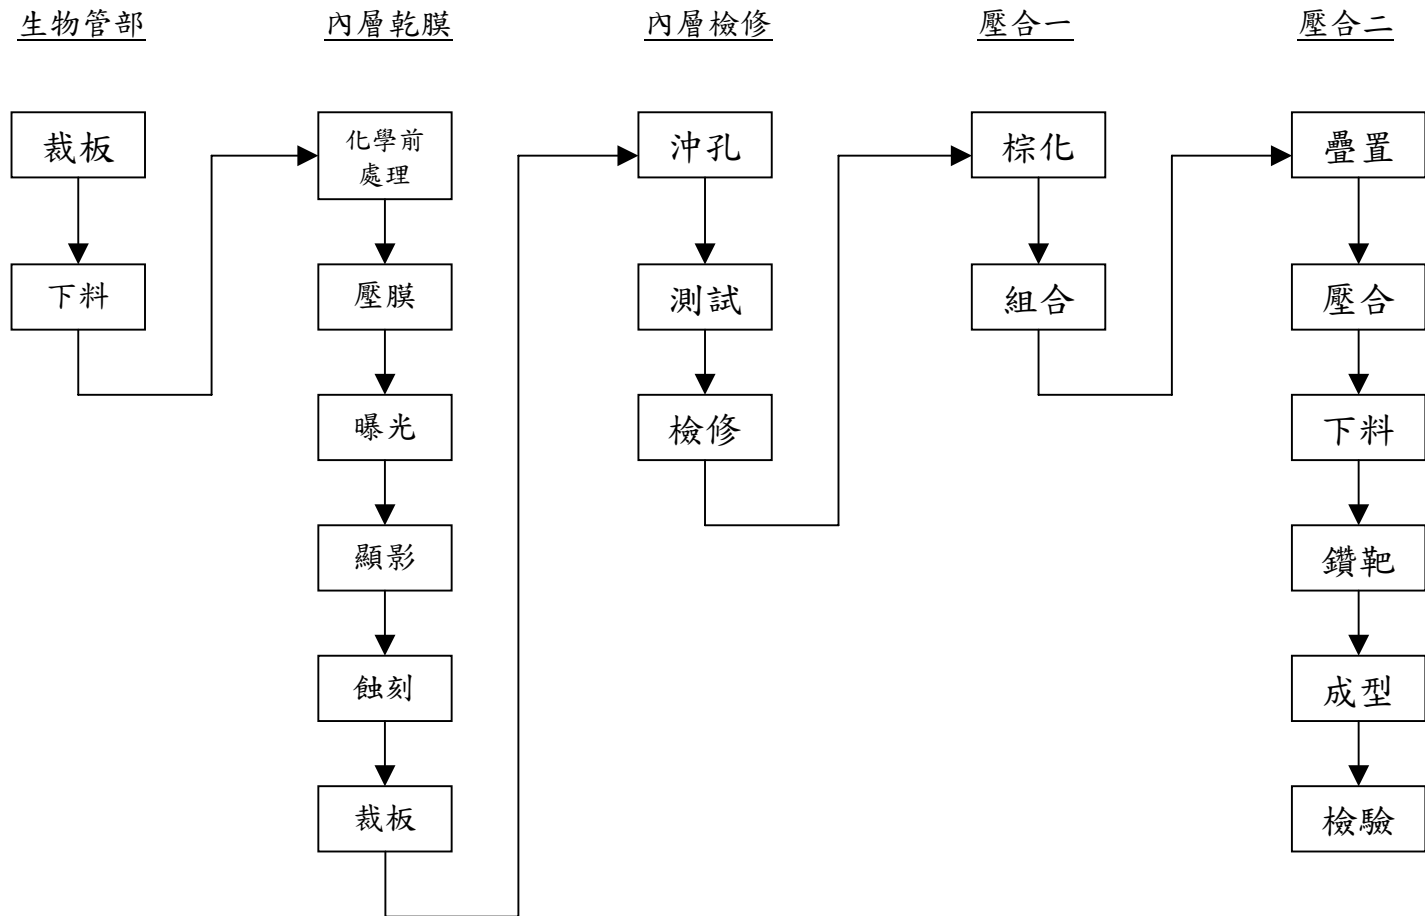 生物管部
內層乾膜
內層檢修
壓合一
壓合二
裁板
下料
化學前
處理
壓膜
曝光
顯影
蝕刻
裁板
沖孔
測試
檢修
棕化
組合
疊置
壓合
下料
鑽靶
成型
檢驗